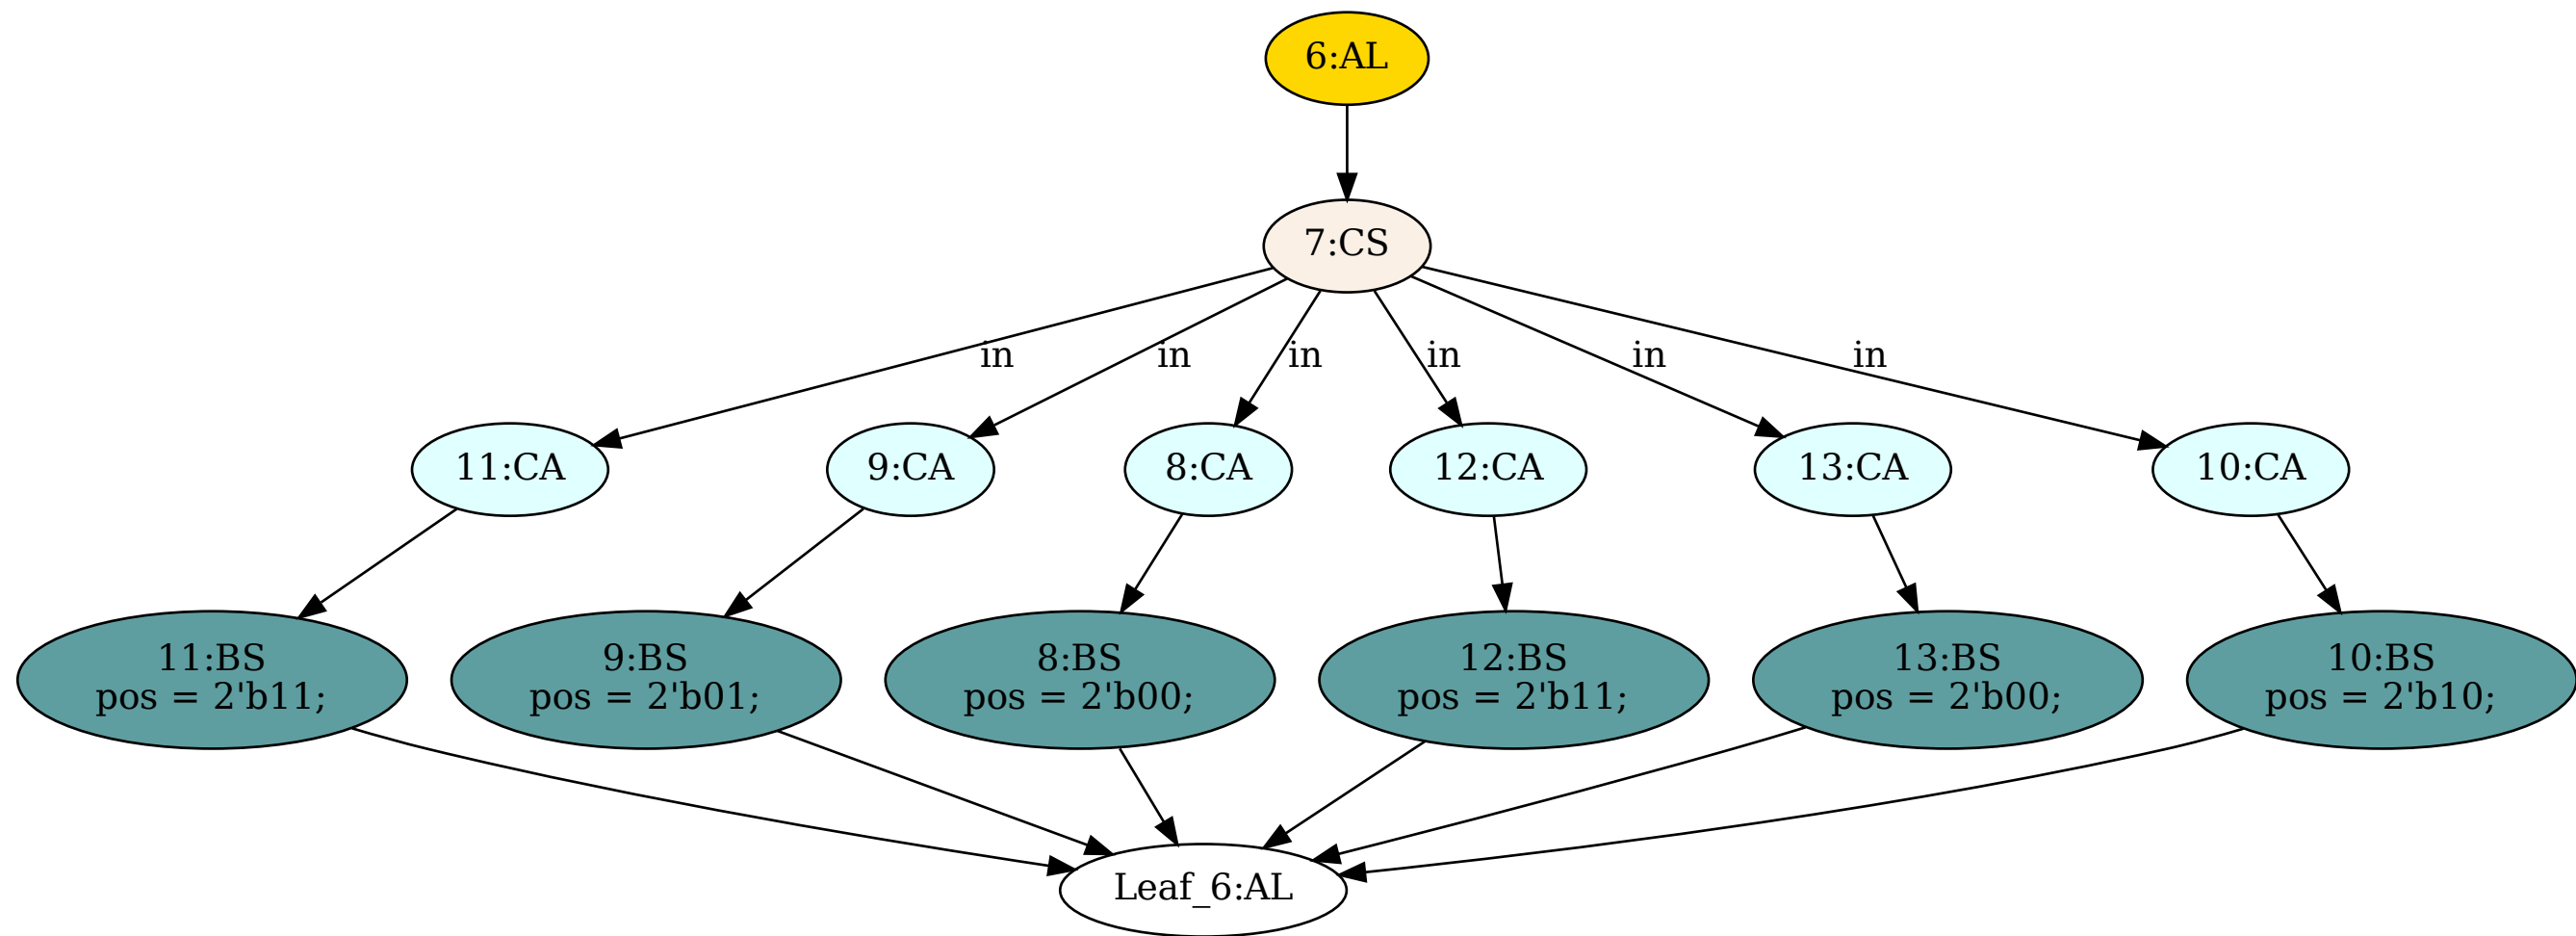 6:AL
7:CS
in
in
in
in
in
in
11:CA
9:CA
8:CA
12:CA
13:CA
10:CA
11:BS
pos = 2'b11;
9:BS
pos = 2'b01;
8:BS
pos = 2'b00;
12:BS
pos = 2'b11;
13:BS
pos = 2'b00;
10:BS
pos = 2'b10;
Leaf_6:AL